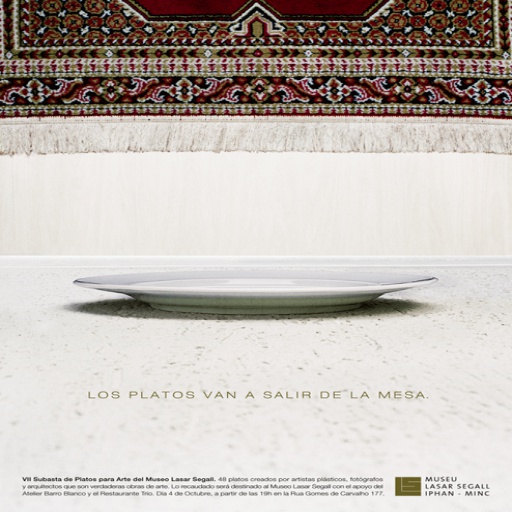 LOS PLATOS VAN A SALIR DE LA MESA.
VII Subasta de Platos para Arte del Museo Lasar Segall. 48 platos creados por artistas plásticos, fotógrafos
y arquitectos que son verdaderas obras de arte. Lo recaudado será destinado al Museo Lasar Segall con el apoyo del
Atelier Barro Blanco y el Restaurante Trio. Día 4 de Octubre, a partir de las 19h en la Rua Gomes de Carvalho 177.
MUSEU
LASAR SEGALL
IPHAN - MINC